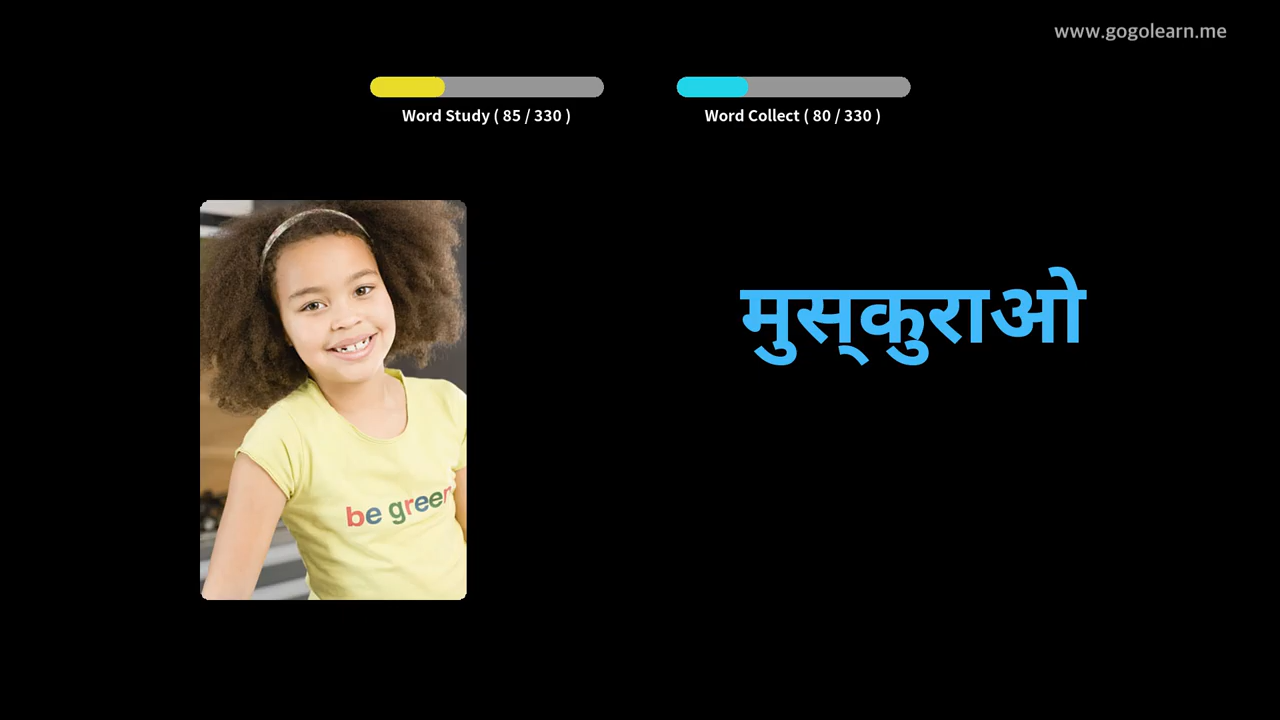 www.gogolearn.me
Word Study ( 85 / 330 )
Word Collect ( 80 / 330 )
मुस्कुराओ
be green